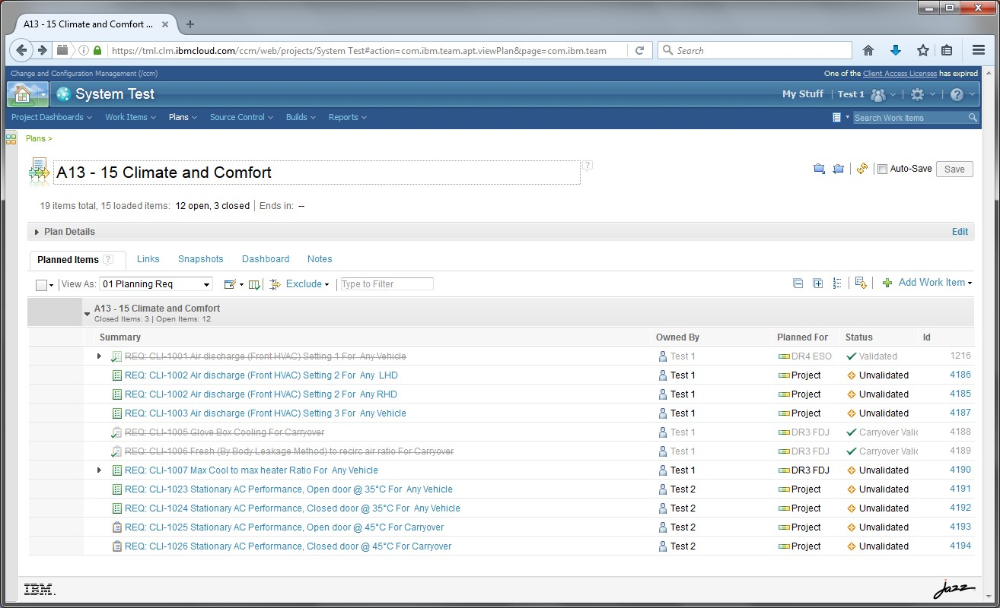 A13 - 15 Climate and Comfort ...
https://tml.clm.ibmcloud.com/ccm/web/projects/System Test#action=com.ibm.team.apt.viewPlan&page=com.ibm.team
Search
Change and Configuration Management (/ccm)
One of the Client Access Licenses has expired
System Test
My Stuff | Test 1
Project Dashboards Work Items Plans Source Control Builds Reports
Search Work Items
Plans >
A13 - 15 Climate and Comfort
?
Auto-Save Save
19 items total, 15 loaded items: 12 open, 3 closed | Ends in: --
Plan Details
Edit
Planned Items ? Links Snapshots Dashboard Notes
View As: 01 Planning Req Exclude Type to Filter Add Work Item
A13 - 15 Climate and Comfort
Closed Items: 3 | Open Items: 12
Summary Owned By Planned For Status Id
REQ: CLI-1001 Air discharge (Front HVAC) Setting 1 For Any Vehicle Test 1 DR4 ESO Validated 1216
REQ: CLI-1002 Air discharge (Front HVAC) Setting 2 For Any LHD Test 1 Project Unvalidated 4186
REQ: CLI-1002 Air discharge (Front HVAC) Setting 2 For Any RHD Test 1 Project Unvalidated 4185
REQ: CLI-1003 Air discharge (Front HVAC) Setting 3 For Any Vehicle Test 1 Project Unvalidated 4187
REQ: CLI-1005 Glove Box Cooling For Carryover Test 1 DR3 FDJ Carryover Valic 4188
REQ: CLI-1006 Fresh (By Body Leakage Method) to recirc air ratio For Carryover Test 1 DR3 FDJ Carryover Valic 4189
REQ: CLI-1007 Max Cool to max heater Ratio For Any Vehicle Test 1 DR3 FDJ Unvalidated 4190
REQ: CLI-1023 Stationary AC Performance, Open door @ 35°C For Any Vehicle Test 2 Project Unvalidated 4191
REQ: CLI-1024 Stationary AC Performance, Closed door @ 35°C For Any Vehicle Test 2 Project Unvalidated 4192
REQ: CLI-1025 Stationary AC Performance, Open door @ 45°C For Carryover Test 2 Project Unvalidated 4193
REQ: CLI-1026 Stationary AC Performance, Closed door @ 45°C For Carryover Test 2 Project Unvalidated 4194
IBM.
jazz